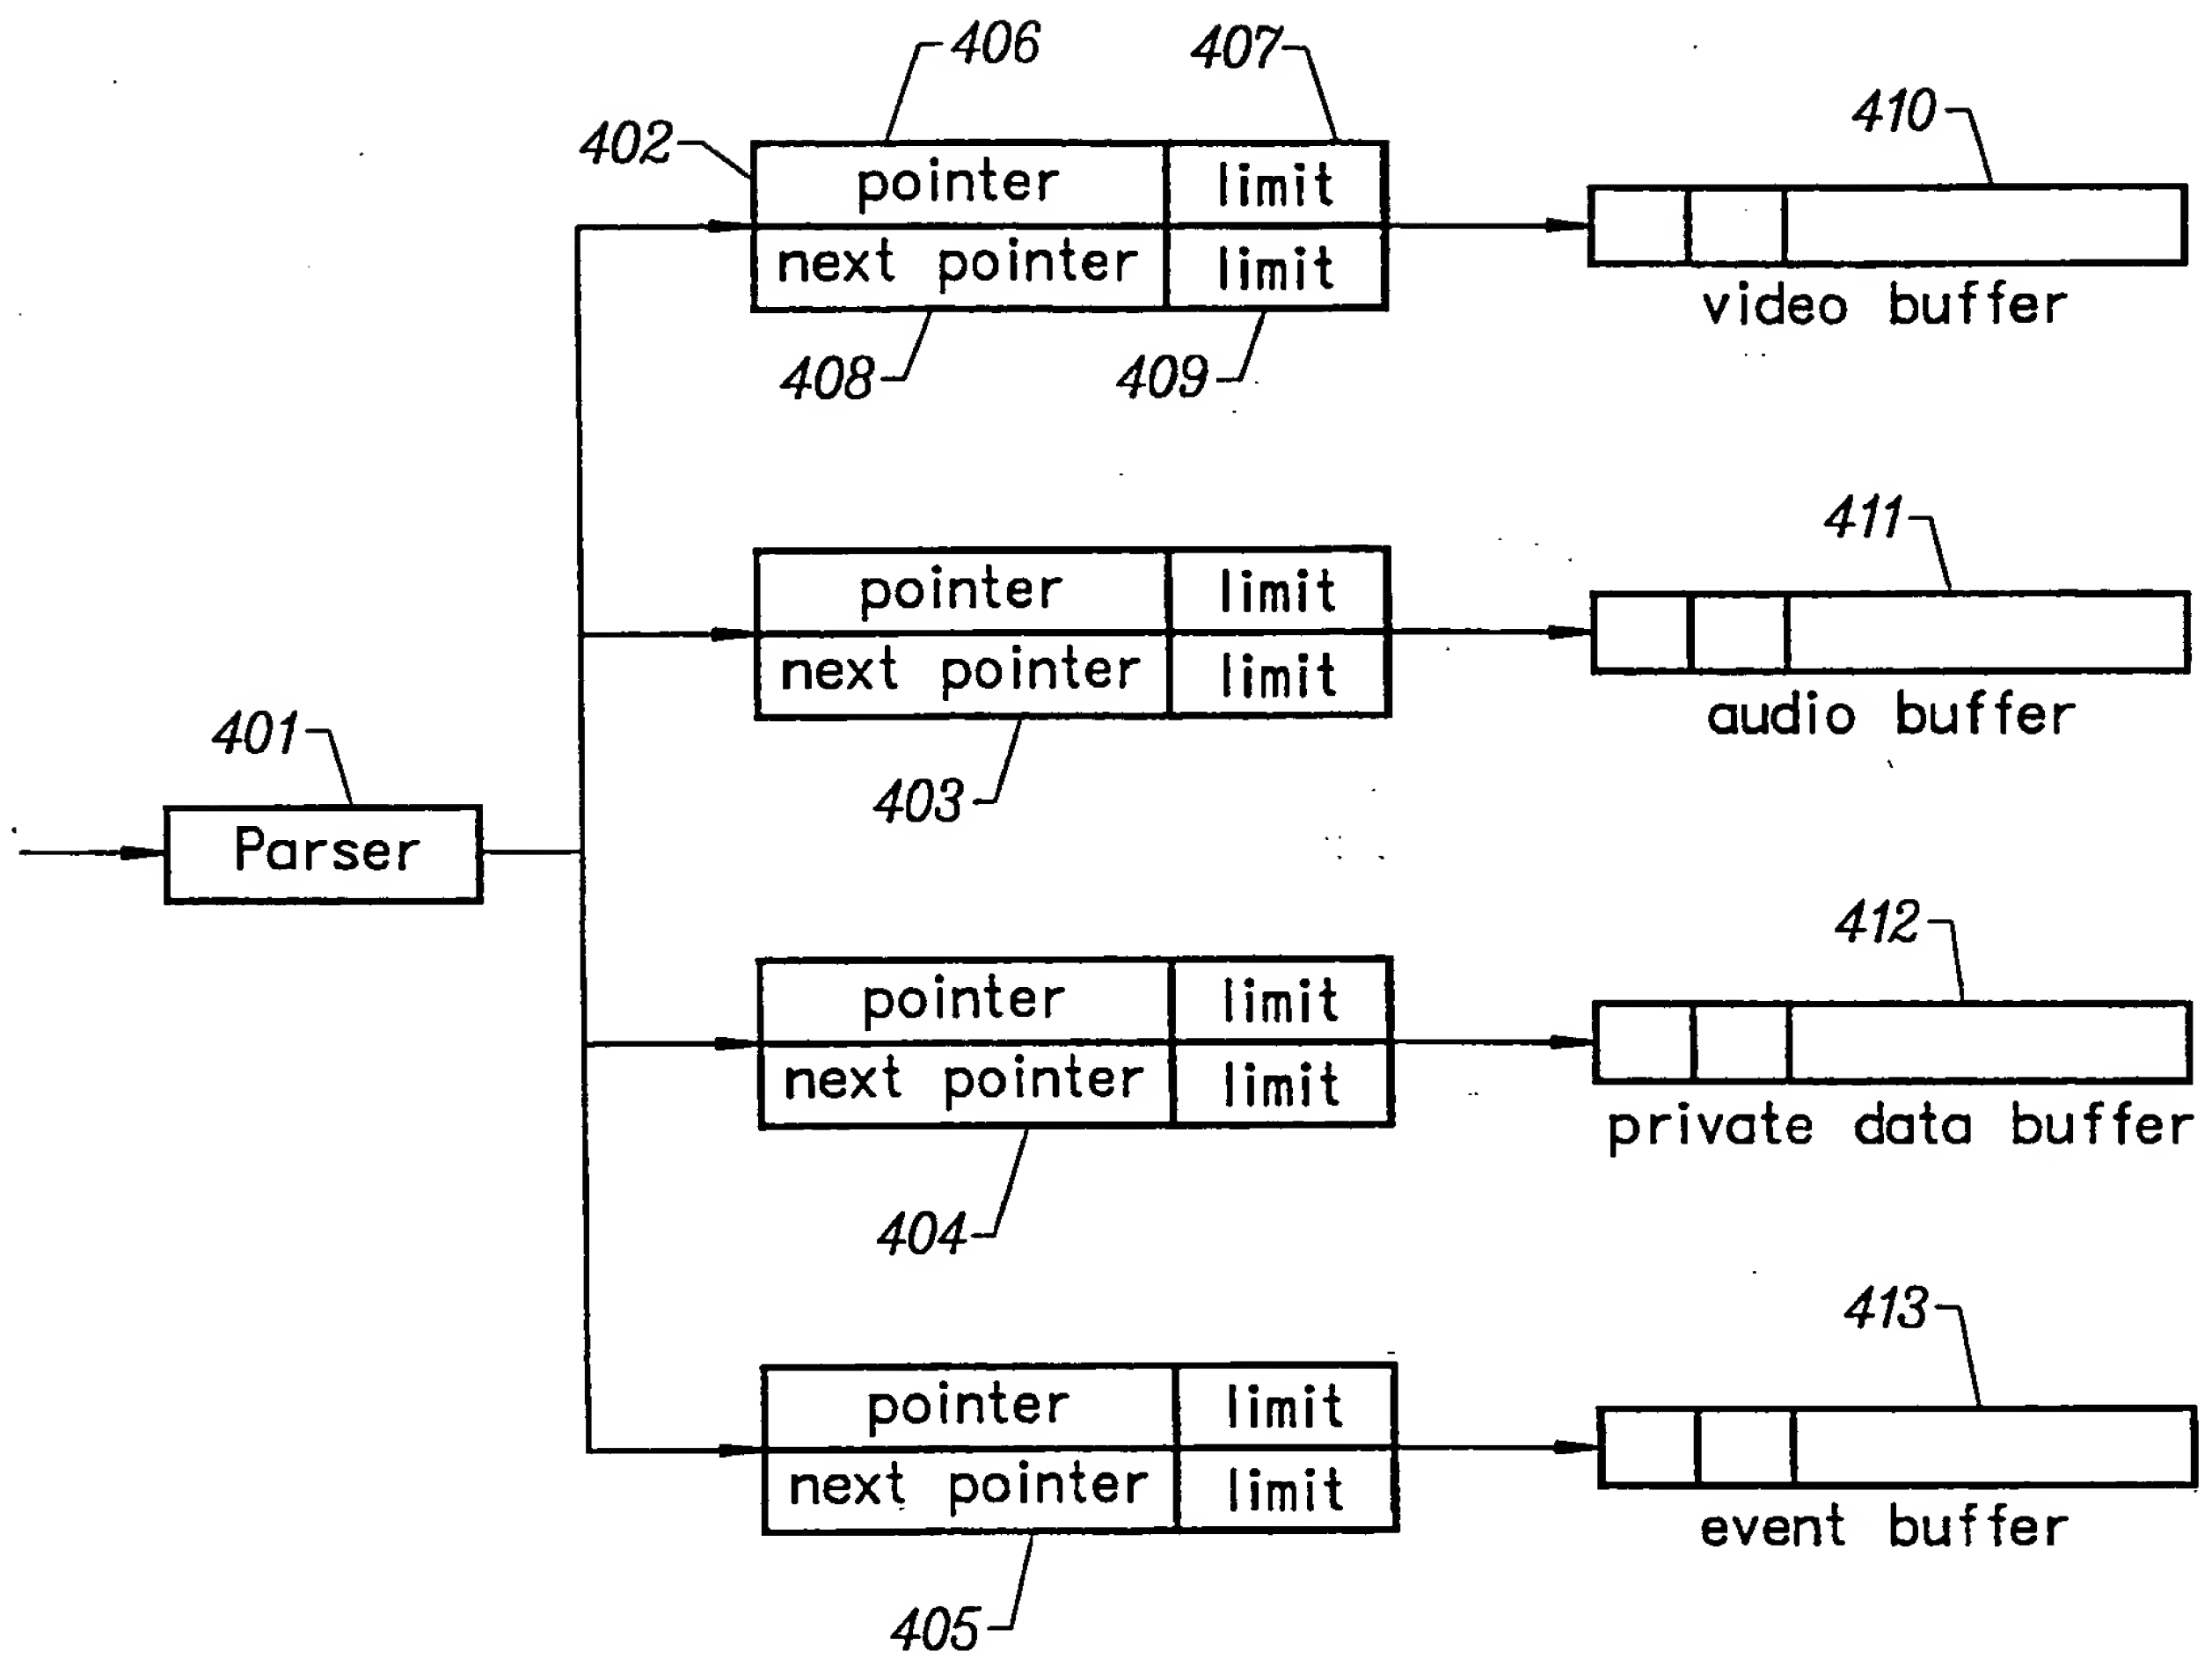 406
407
402
410
pointer limit
next pointer limit
video buffer
408
409
411
pointer limit
next pointer limit
audio buffer
401
403
Parser
412
pointer limit
next pointer limit
private data buffer
404
413
pointer limit
next pointer limit
event buffer
405